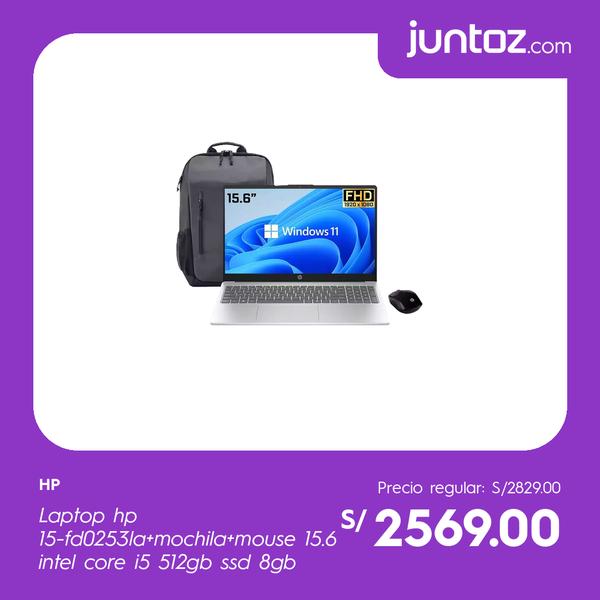 juntoz.com
15.6"
FHD
1920 x 1080
Windows 11
HP
Precio regular: S/2829.00
Laptop hp
15-fd0253la+mochila+mouse 15.6
intel core i5 512gb ssd 8gb
S/ 2569.00